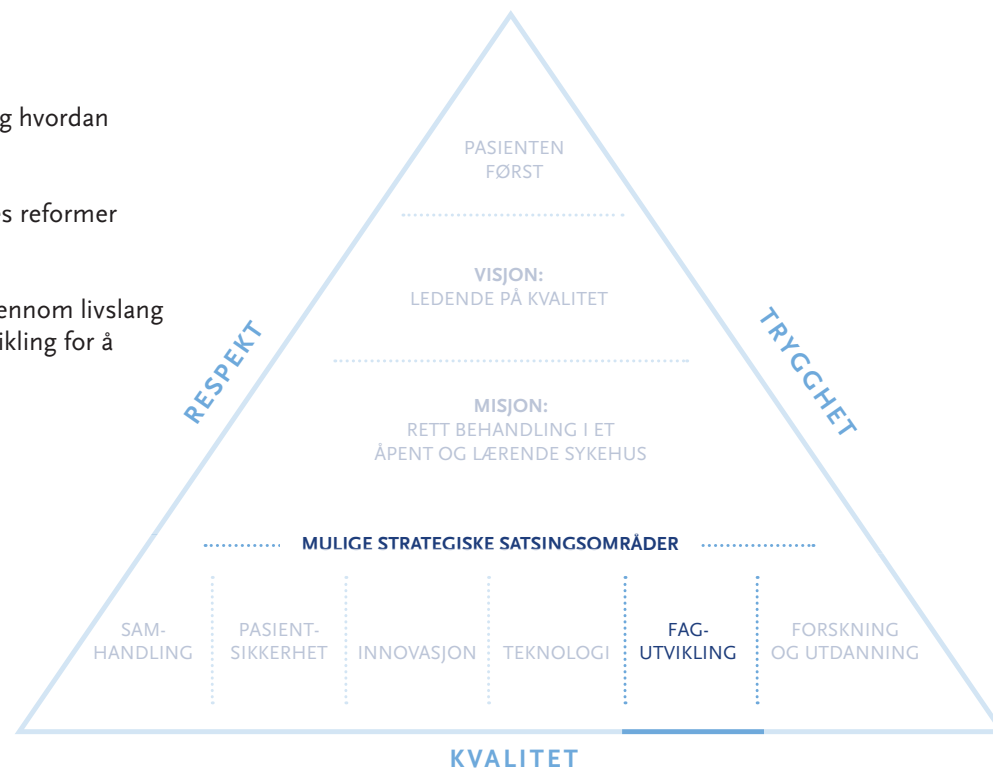 g hvordan
s reformer
ennom livslang
ikling for å
PASIENTEN
FØRST
VISJON:
LEDENDE PÅ KVALITET
RESPEKT
TRYGGHET
MISJON:
RETT BEHANDLING I ET
ÅPENT OG LÆRENDE SYKEHUS
MULIGE STRATEGISKE SATSINGSOMRÅDER
SAM-
HANDLING
PASIENT-
SIKKERHET
INNOVASJON
TEKNOLOGI
FAG-
UTVIKLING
FORSKNING
OG UTDANNING
KVALITET